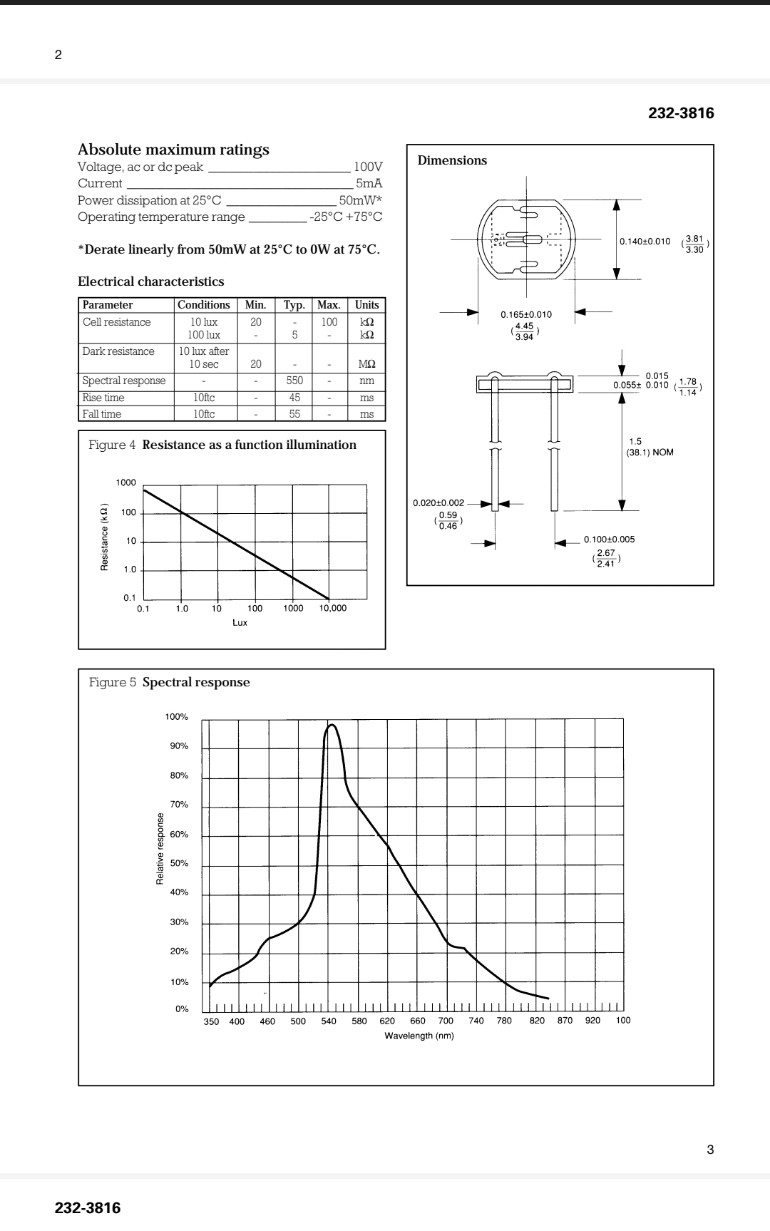 2
232-3816
Absolute maximum ratings
Voltage, ac or dc peak ____________________ 100V
Current ________________________________ 5mA
Power dissipation at 25°C ________________ 50mW*
Operating temperature range ________ -25°C +75°C
*Derate linearly from 50mW at 25°C to 0W at 75°C.
Electrical characteristics
Parameter Conditions Min. Typ. Max. Units
Cell resistance 10 lux 20 - 100 kΩ
100 lux - 5 - kΩ
Dark resistance 10 lux after
10 sec 20 - - MΩ
Spectral response - - 550 - nm
Rise time 10ftc - 45 - ms
Fall time 10ftc - 55 - ms
Figure 4 Resistance as a function illumination
Resistance (kΩ)
1000
100
10
1.0
0.1
0.1 1.0 10 100 1000 10,000
Lux
Dimensions
0.140±0.010 (3.81
3.30)
0.165±0.010
(4.45
3.94)
0.015
0.055± 0.010 (1.78
1.14)
1.5
(38.1) NOM
0.020±0.002
(0.59
0.46)
0.100±0.005
(2.67
2.41)
Figure 5 Spectral response
Relative response
100%
90%
80%
70%
60%
50%
40%
30%
20%
10%
0%
350 400 460 500 540 580 620 660 700 740 780 820 870 920 100
Wavelength (nm)
3
232-3816